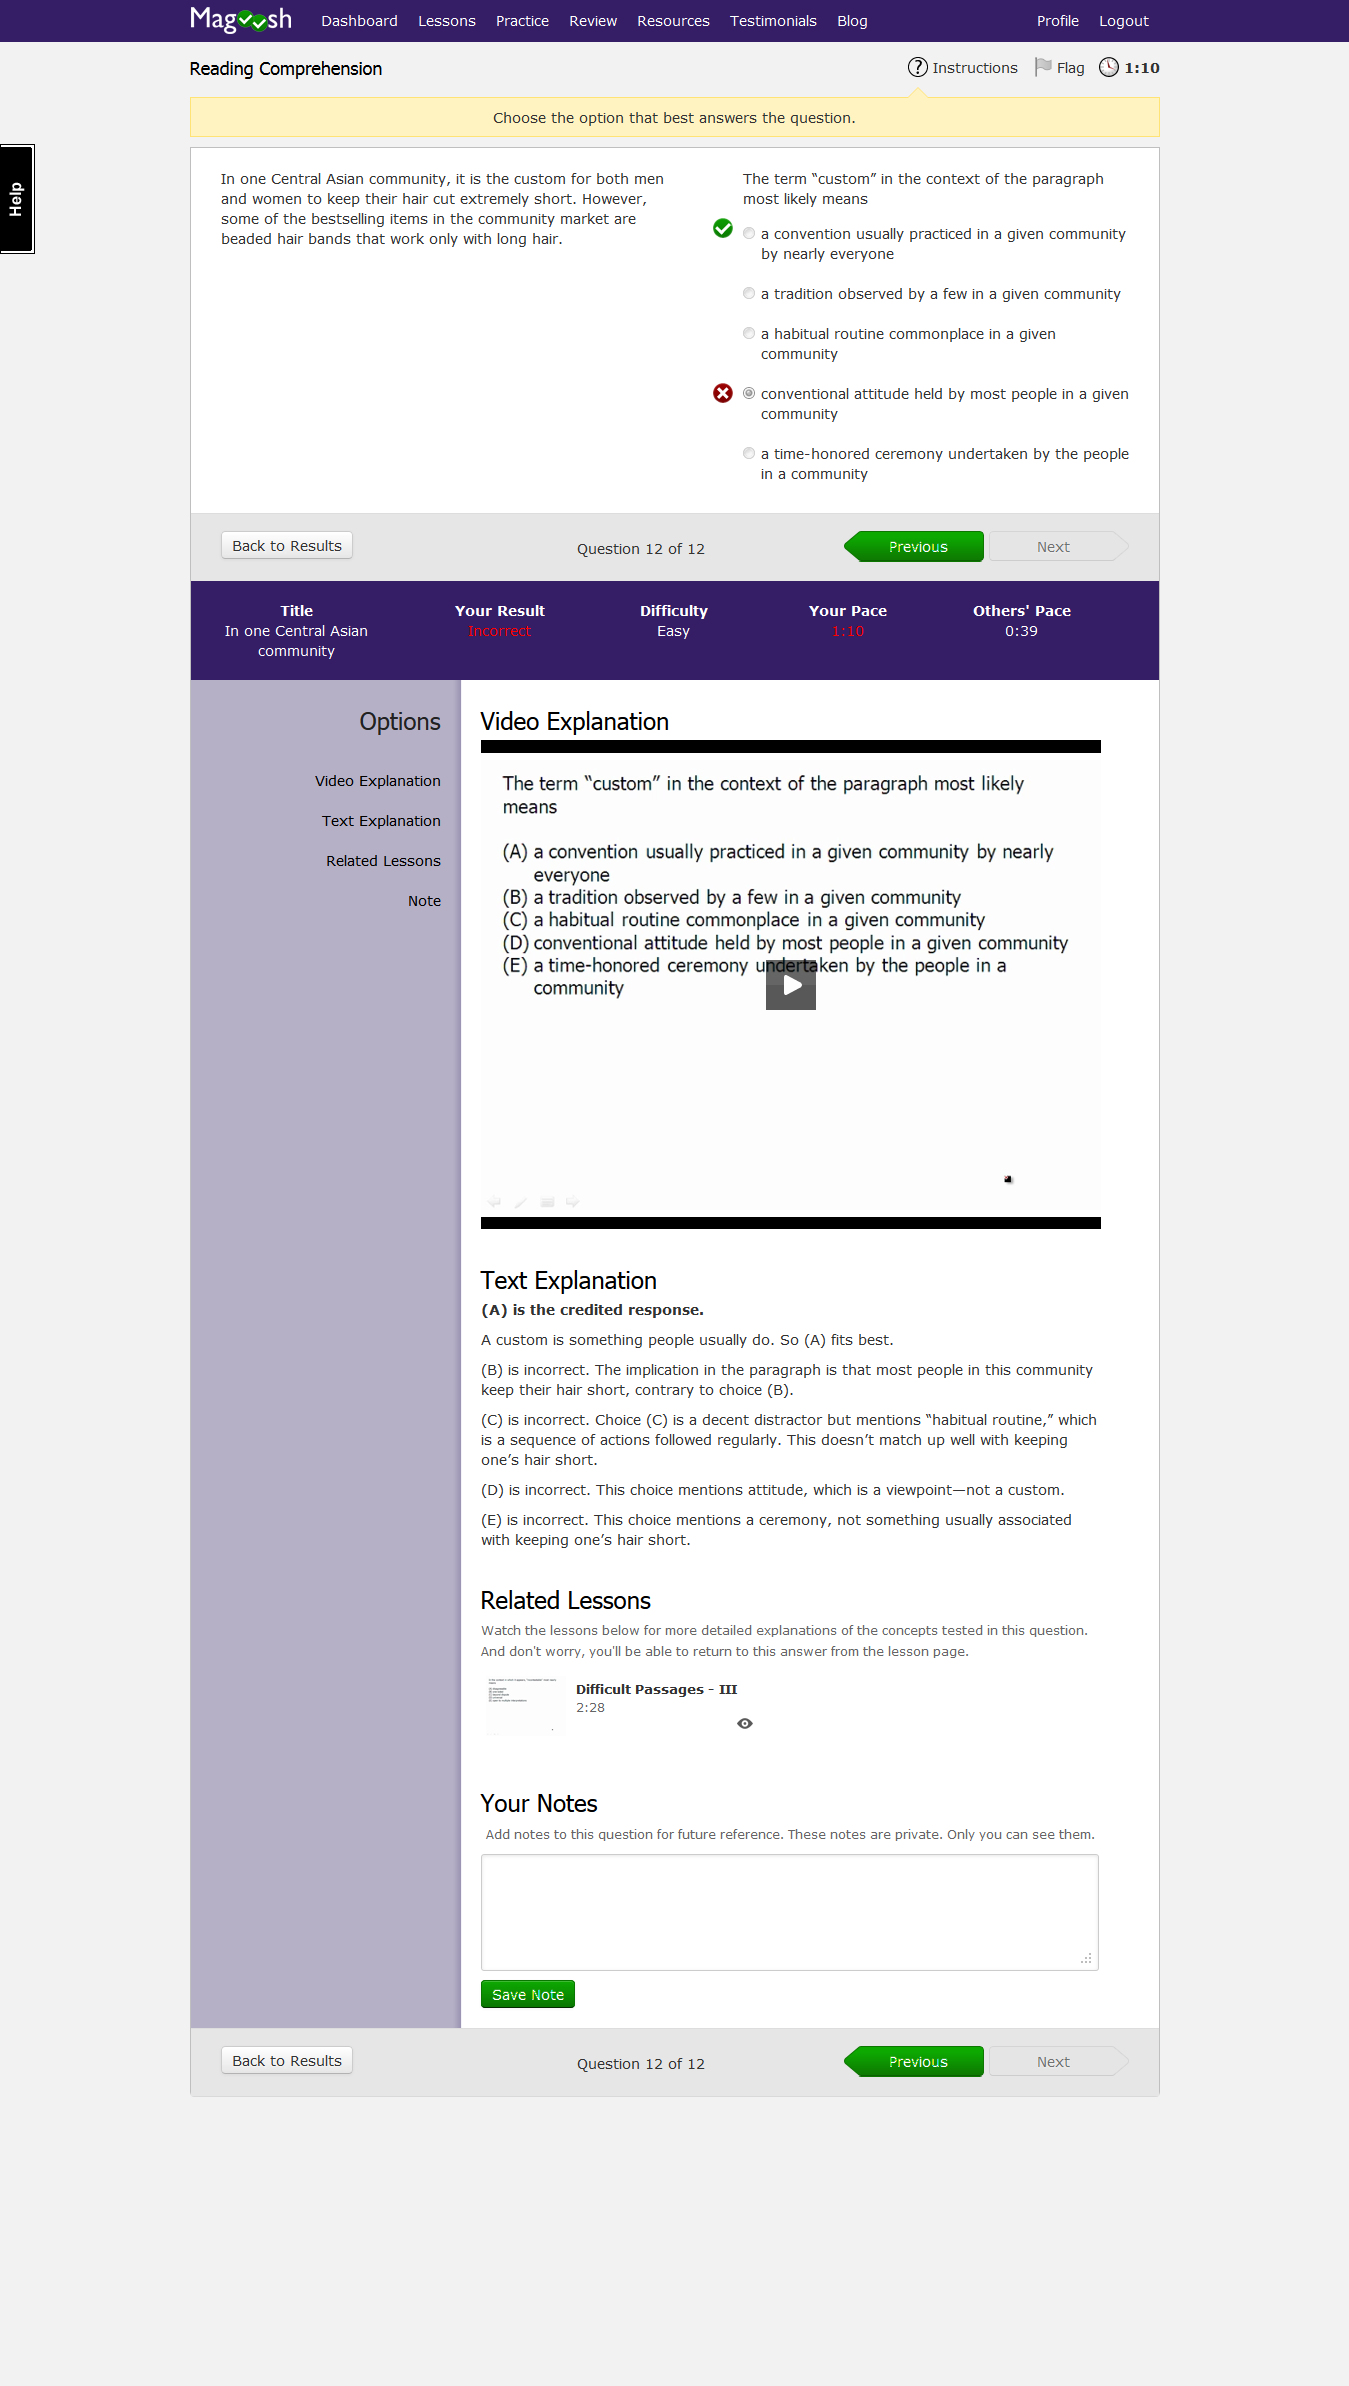 Magoosh Dashboard Lessons Practice Review Resources Testimonials Blog Profile Logout
Reading Comprehension
? Instructions Flag 1:10
Choose the option that best answers the question.
Help
In one Central Asian community, it is the custom for both men
and women to keep their hair cut extremely short. However,
some of the bestselling items in the community market are
beaded hair bands that work only with long hair.
The term “custom” in the context of the paragraph
most likely means
a convention usually practiced in a given community
by nearly everyone
a tradition observed by a few in a given community
a habitual routine commonplace in a given
community
conventional attitude held by most people in a given
community
a time-honored ceremony undertaken by the people
in a community
Back to Results Question 12 of 12 Previous Next
Title Your Result Difficulty Your Pace Others' Pace
In one Central Asian Incorrect Easy 1:10 0:39
community
Options
Video Explanation
Text Explanation
Related Lessons
Note
Video Explanation
The term “custom” in the context of the paragraph most likely
means
(A) a convention usually practiced in a given community by nearly
everyone
(B) a tradition observed by a few in a given community
(C) a habitual routine commonplace in a given community
(D) conventional attitude held by most people in a given community
(E) a time-honored ceremony undertaken by the people in a
community
Text Explanation
(A) is the credited response.
A custom is something people usually do. So (A) fits best.
(B) is incorrect. The implication in the paragraph is that most people in this community
keep their hair short, contrary to choice (B).
(C) is incorrect. Choice (C) is a decent distractor but mentions “habitual routine,” which
is a sequence of actions followed regularly. This doesn’t match up well with keeping
one’s hair short.
(D) is incorrect. This choice mentions attitude, which is a viewpoint—not a custom.
(E) is incorrect. This choice mentions a ceremony, not something usually associated
with keeping one’s hair short.
Related Lessons
Watch the lessons below for more detailed explanations of the concepts tested in this question.
And don't worry, you'll be able to return to this answer from the lesson page.
Difficult Passages - III
2:28
Your Notes
Add notes to this question for future reference. These notes are private. Only you can see them.
Save Note
Back to Results Question 12 of 12 Previous Next